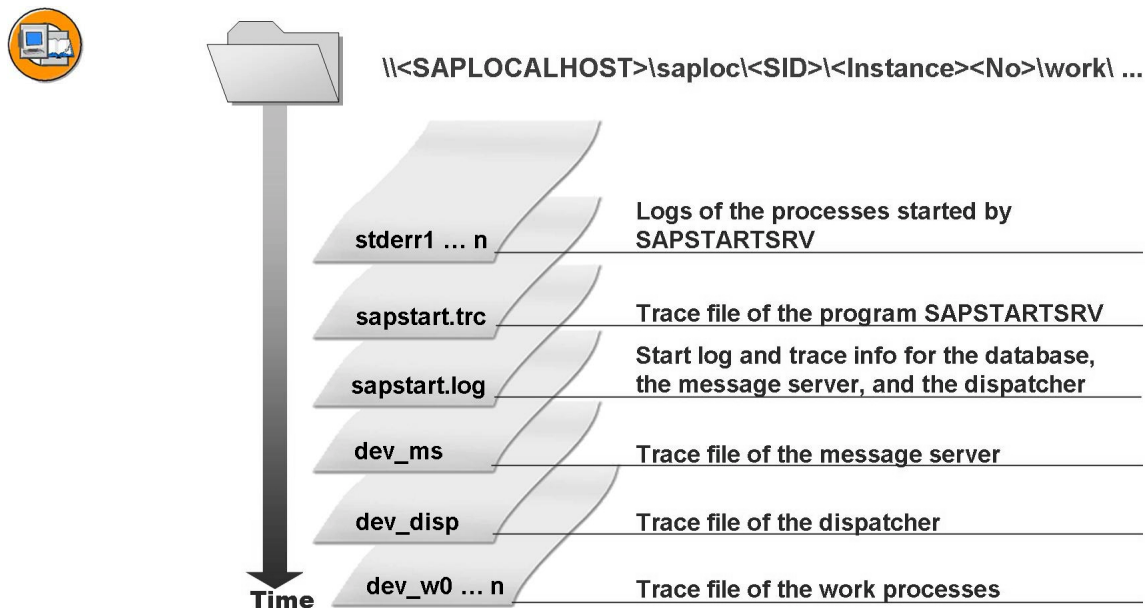 \\<SAPLOCALHOST>\saploc\<SID>\<Instance><No>\work\ ...
stderr1 ... n
Logs of the processes started by
SAPSTARTSRV
sapstart.trc
Trace file of the program SAPSTARTSRV
sapstart.log
Start log and trace info for the database,
the message server, and the dispatcher
dev_ms
Trace file of the message server
dev_disp
Trace file of the dispatcher
dev_w0 ... n
Trace file of the work processes
Time